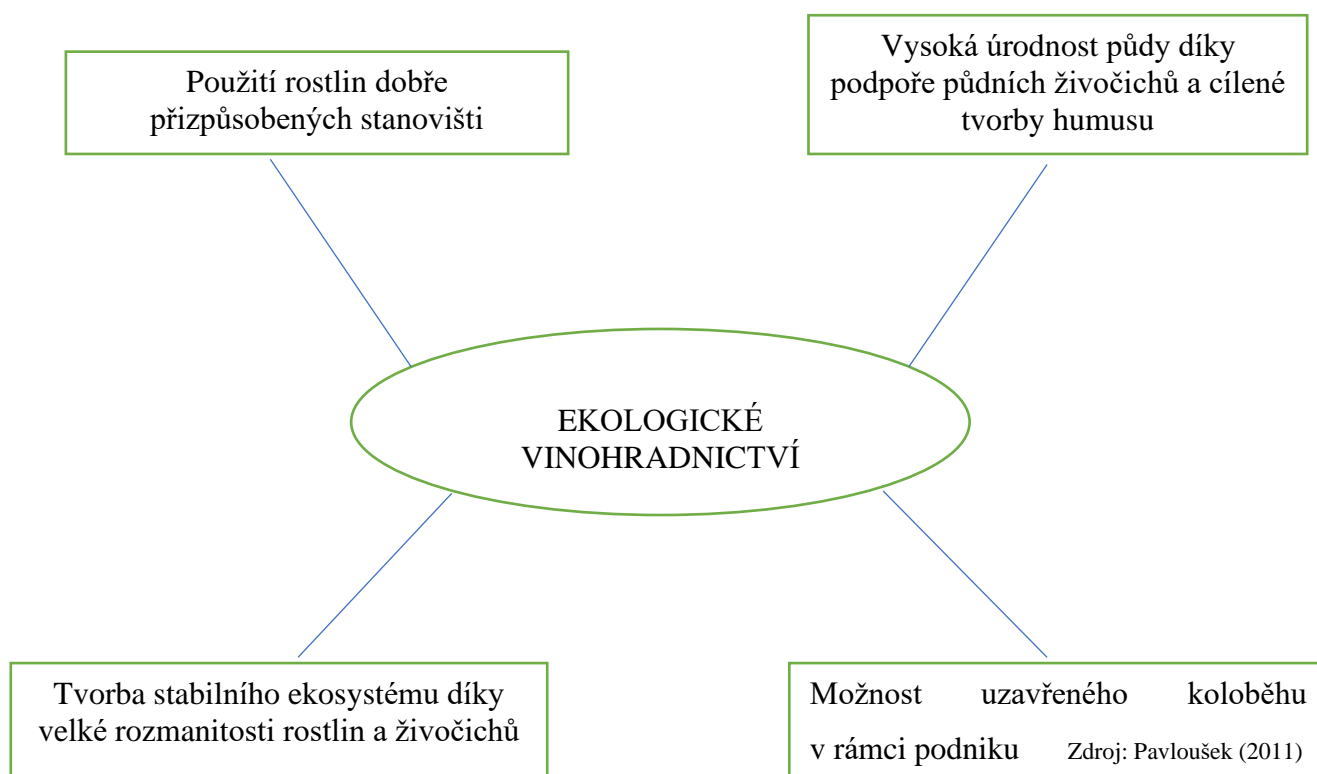 Použití rostlin dobře
přizpůsobených stanovišti
Vysoká úrodnost půdy díky
podpoře půdních živočichů a cílené
tvorby humusu
EKOLOGICKÉ
VINOHRADNICTVÍ
Tvorba stabilního ekosystému díky
velké rozmanitosti rostlin a živočichů
Možnost uzavřeného koloběhu
v rámci podniku Zdroj: Pavloušek (2011)